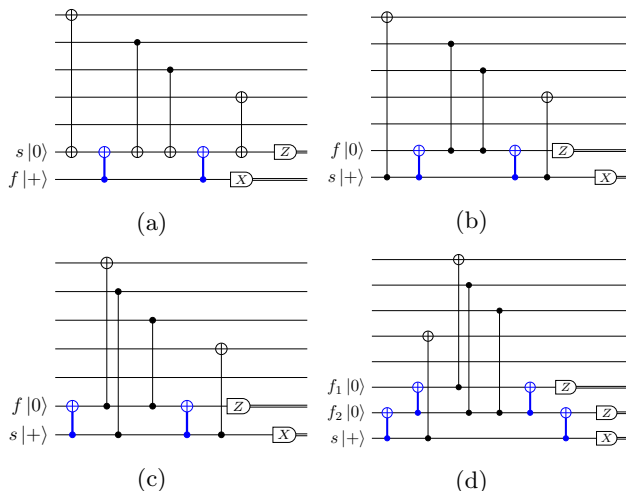 s |0⟩ Z
f |+⟩ X
(a)
f |0⟩ Z
s |+⟩ X
(b)
f |0⟩ Z
s |+⟩ X
(c)
f₁ |0⟩ Z
f₂ |0⟩ Z
s |+⟩ X
(d)